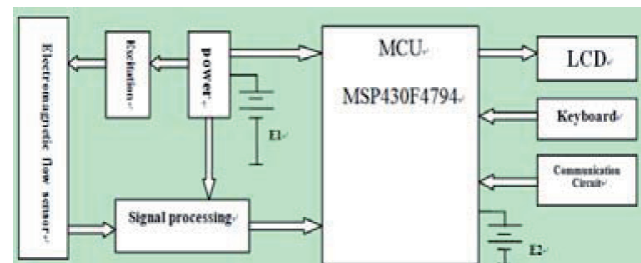 Electromagnetic flow sensor
Excitation
power
E1
Signal processing
MCU
MSP430F4794
LCD
Keyboard
Communication
Circuit
E2